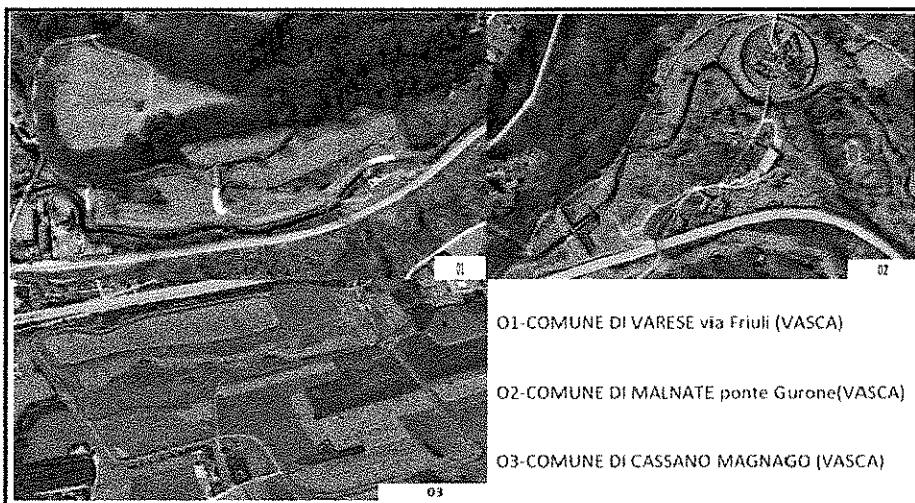 01
02
O1-COMUNE DI VARESE via Friuli (VASCA)
O2-COMUNE DI MALNATE ponte Gurone(VASCA)
O3-COMUNE DI CASSANO MAGNAGO (VASCA)
03